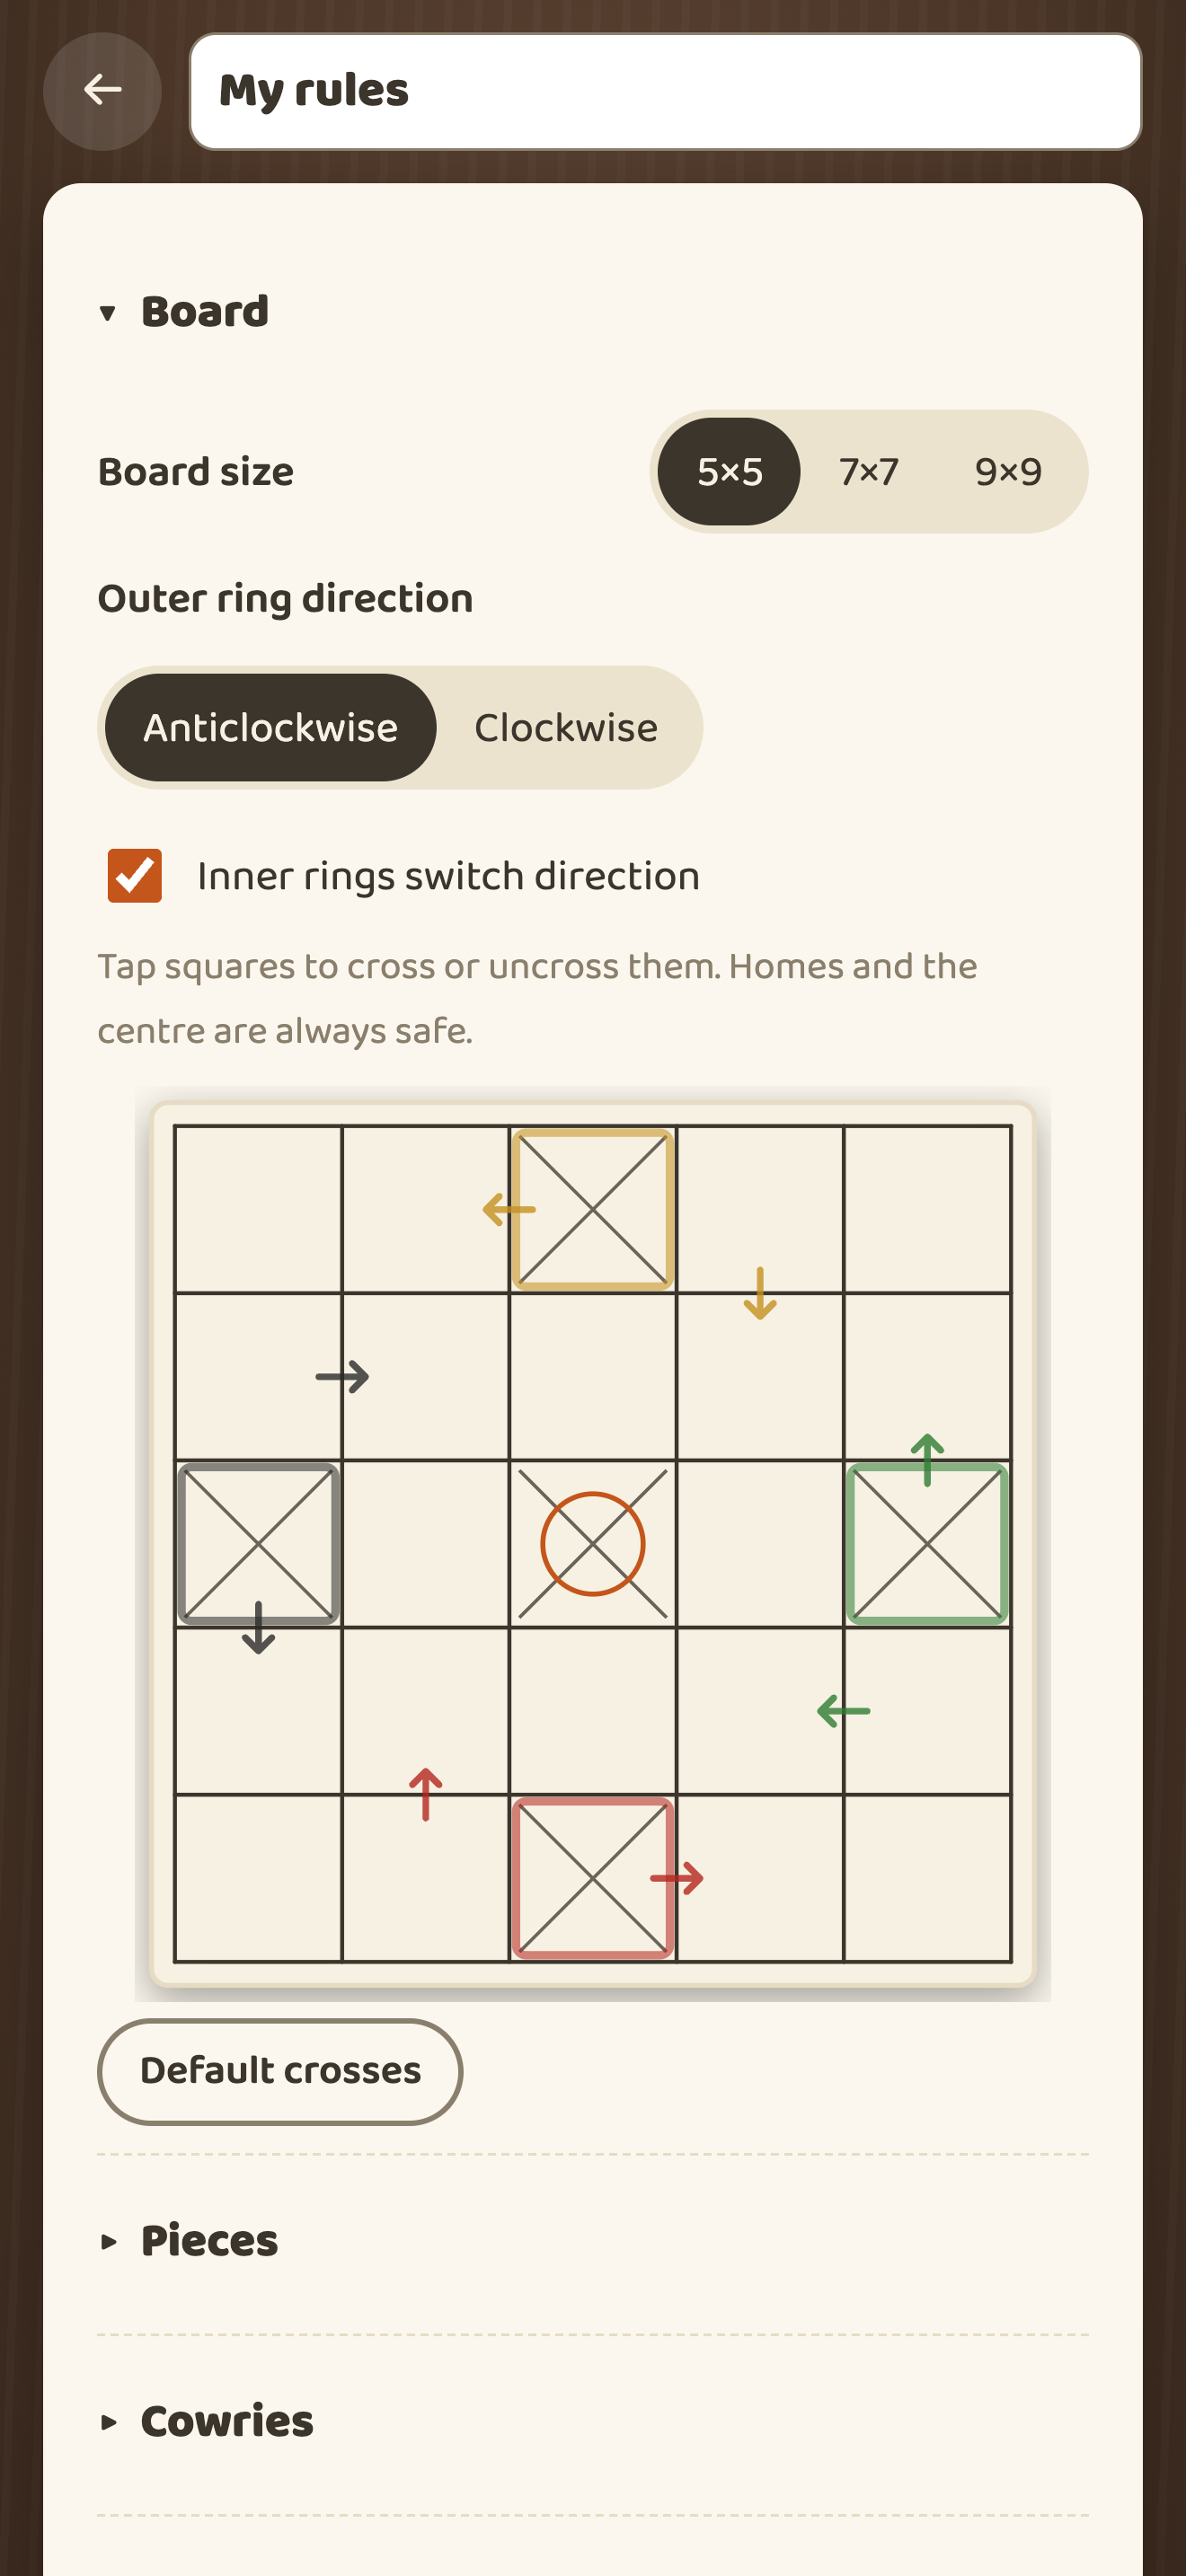 My rules
Board
Board size
5×5 7×7 9×9
Outer ring direction
Anticlockwise Clockwise
Inner rings switch direction
Tap squares to cross or uncross them. Homes and the
centre are always safe.
Default crosses
Pieces
Cowries